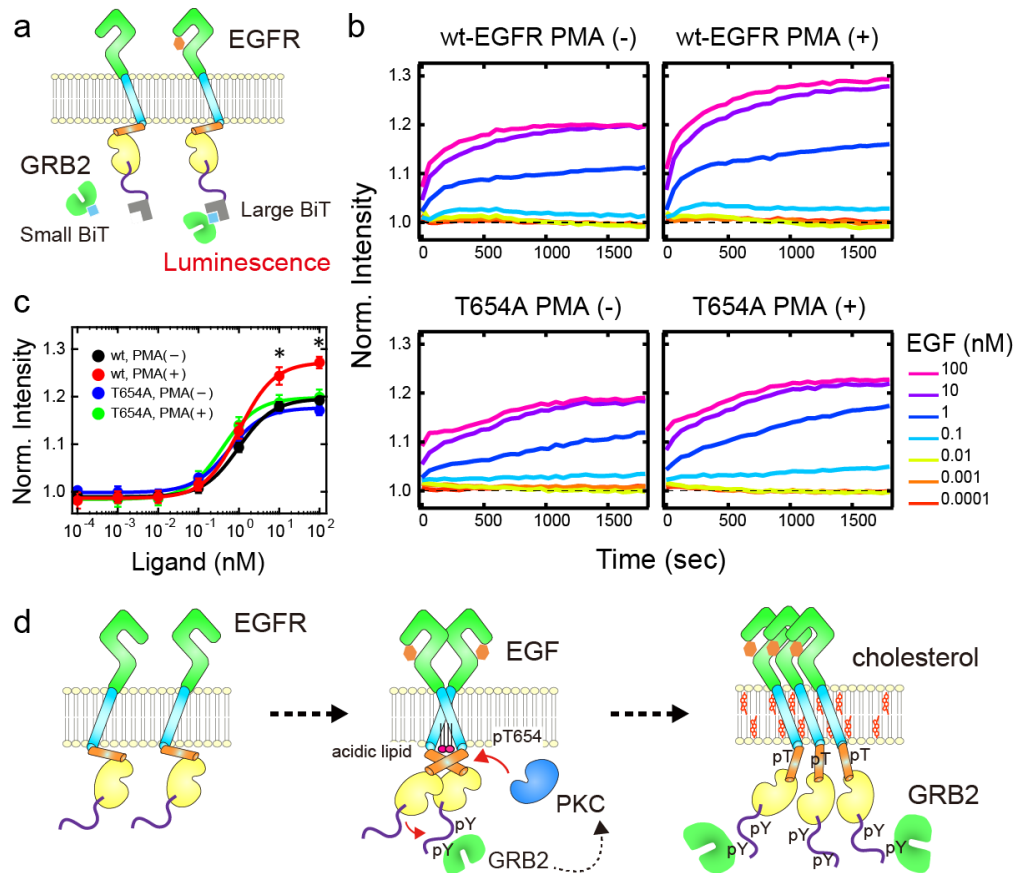 a
EGFR
GRB2
Small BiT
Large BiT
Luminescence
b
wt-EGFR PMA (-)
wt-EGFR PMA (+)
Norm. Intensity
1.3
1.2
1.1
1.0
0
500
1000
1500
0
500
1000
1500
T654A PMA (-)
T654A PMA (+)
1.3
1.2
1.1
1.0
0
500
1000
1500
0
500
1000
1500
Time (sec)
EGF (nM)
100
10
1
0.1
0.01
0.001
0.0001
c
Norm. Intensity
1.3
1.2
1.1
1.0
wt, PMA(−)
wt, PMA(+)
T654A, PMA(−)
T654A, PMA(+)
* *
10⁻⁴ 10⁻³ 10⁻² 10⁻¹ 10⁰ 10¹ 10²
Ligand (nM)
d
EGFR
EGF
acidic lipid
pT654
PKC
pY
pY
GRB2
cholesterol
pT
pT
pT
GRB2
pY
pY
pY
pY
pY
pY